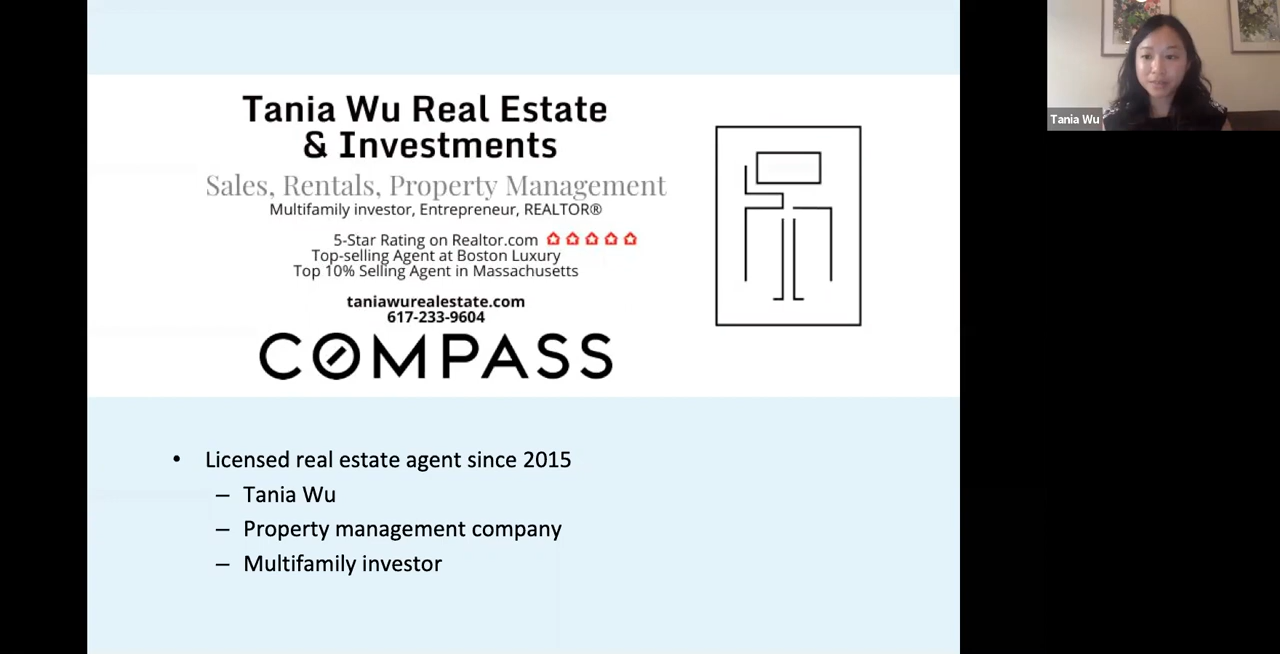 Tania Wu Real Estate
& Investments
Sales, Rentals, Property Management
Multifamily investor, Entrepreneur, REALTOR®
5-Star Rating on Realtor.com
Top-selling Agent at Boston Luxury
Top 10% Selling Agent in Massachusetts
taniawurealestate.com
617-233-9604
COMPASS
• Licensed real estate agent since 2015
– Tania Wu
– Property management company
– Multifamily investor
Tania Wu